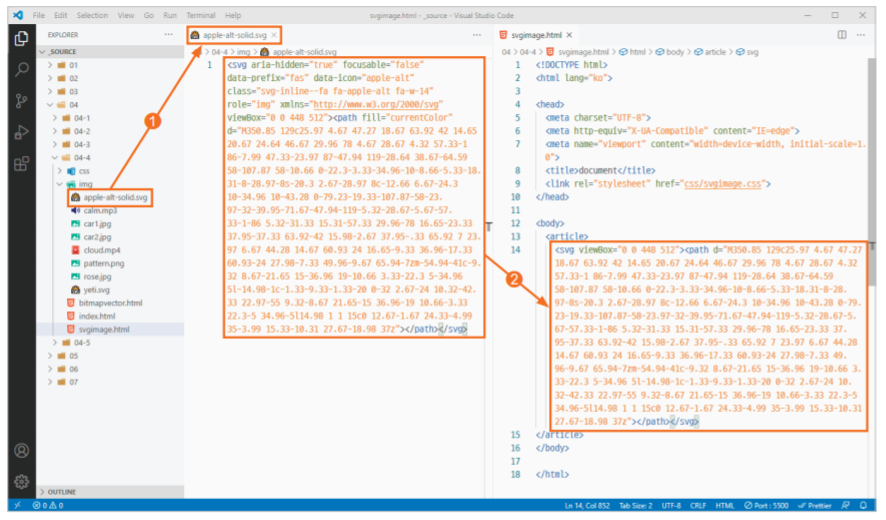 File Edit Selection View Go Run Terminal Help
svgimage.html - _source - Visual Studio Code
EXPLORER
_SOURCE
01
02
03
04
04-1
04-2
04-3
04-4
css
img
apple-alt-solid.svg
calm.mp3
car1.jpg
car2.jpg
cloud.mp4
pattern.png
rose.jpg
yeti.svg
bitmapvector.html
index.html
svgimage.html
04-5
05
06
07
OUTLINE
1
apple-alt-solid.svg
04-4 > img > apple-alt-solid.svg
1 <svg aria-hidden="true" focusable="false"
data-prefix="fas" data-icon="apple-alt"
class="svg-inline--fa fa-apple-alt fa-w-14"
role="img" xmlns="http://www.w3.org/2000/svg"
viewBox="0 0 448 512"><path fill="currentColor"
d="M350.85 129c25.97 4.67 47.27 18.67 63.92 42 14.65
20.67 24.64 46.67 29.96 78 4.67 28.67 4.32 57.33-1
86-7.99 47.33-23.97 87-47.94 119-28.64 38.67-64.59
58-107.87 58-10.66 0-22.3-3.33-34.96-10-8.66-5.33-18.
31-8-28.97-8s-20.3 2.67-28.97 8c-12.66 6.67-24.3
10-34.96 10-43.28 0-79.23-19.33-107.87-58-23.
97-32-39.95-71.67-47.94-119-5.32-28.67-5.67-57.
33-1-86 5.32-31.33 15.31-57.33 29.96-78 16.65-23.33
37.95-37.33 63.92-42 15.98-2.67 37.95-.33 65.92 7 23.
97 6.67 44.28 14.67 60.93 24 16.65-9.33 36.96-17.33
60.93-24 27.98-7.33 49.96-9.67 65.94-7zm-54.94-41c-9.
32 8.67-21.65 15-36.96 19-10.66 3.33-22.3 5-34.96
5l-14.98-1c-1.33-9.33-1.33-20 0-32 2.67-24 10.32-42.
33 22.97-55 9.32-8.67 21.65-15 36.96-19 10.66-3.33
22.3-5 34.96-5l14.98 1 1 15c0 12.67-1.67 24.33-4.99
35-3.99 15.33-10.31 27.67-18.98 37z"></path></svg>
2
svgimage.html
04 > 04-4 > svgimage.html > html > body > article > svg
1 <!DOCTYPE html>
2 <html lang="ko">
3
4 <head>
5 <meta charset="UTF-8">
6 <meta http-equiv="X-UA-Compatible" content="IE=edge">
7 <meta name="viewport" content="width=device-width, initial-scale=1.
0">
8 <title>document</title>
9 <link rel="stylesheet" href="css/svgimage.css">
10 </head>
11
12 <body>
13 <article>
14 <svg viewBox="0 0 448 512"><path d="M350.85 129c25.97 4.67 47.27
18.67 63.92 42 14.65 20.67 24.64 46.67 29.96 78 4.67 28.67 4.32
57.33-1 86-7.99 47.33-23.97 87-47.94 119-28.64 38.67-64.59
58-107.87 58-10.66 0-22.3-3.33-34.96-10-8.66-5.33-18.31-8-28.
97-8s-20.3 2.67-28.97 8c-12.66 6.67-24.3 10-34.96 10-43.28 0-79.
23-19.33-107.87-58-23.97-32-39.95-71.67-47.94-119-5.32-28.67-5.
67-57.33-1-86 5.32-31.33 15.31-57.33 29.96-78 16.65-23.33 37.
95-37.33 63.92-42 15.98-2.67 37.95-.33 65.92 7 23.97 6.67 44.28
14.67 60.93 24 16.65-9.33 36.96-17.33 60.93-24 27.98-7.33 49.
96-9.67 65.94-7zm-54.94-41c-9.32 8.67-21.65 15-36.96 19-10.66 3.
33-22.3 5-34.96 5l-14.98-1c-1.33-9.33-1.33-20 0-32 2.67-24 10.
32-42.33 22.97-55 9.32-8.67 21.65-15 36.96-19 10.66-3.33 22.3-5
34.96-5l14.98 1 1 15c0 12.67-1.67 24.33-4.99 35-3.99 15.33-10.31
27.67-18.98 37z"></path></svg>
15 </article>
16 </body>
17
18 </html>
0 0
Ln 14, Col 852 Tab Size: 2 UTF-8 CRLF HTML Port : 5500 Prettier